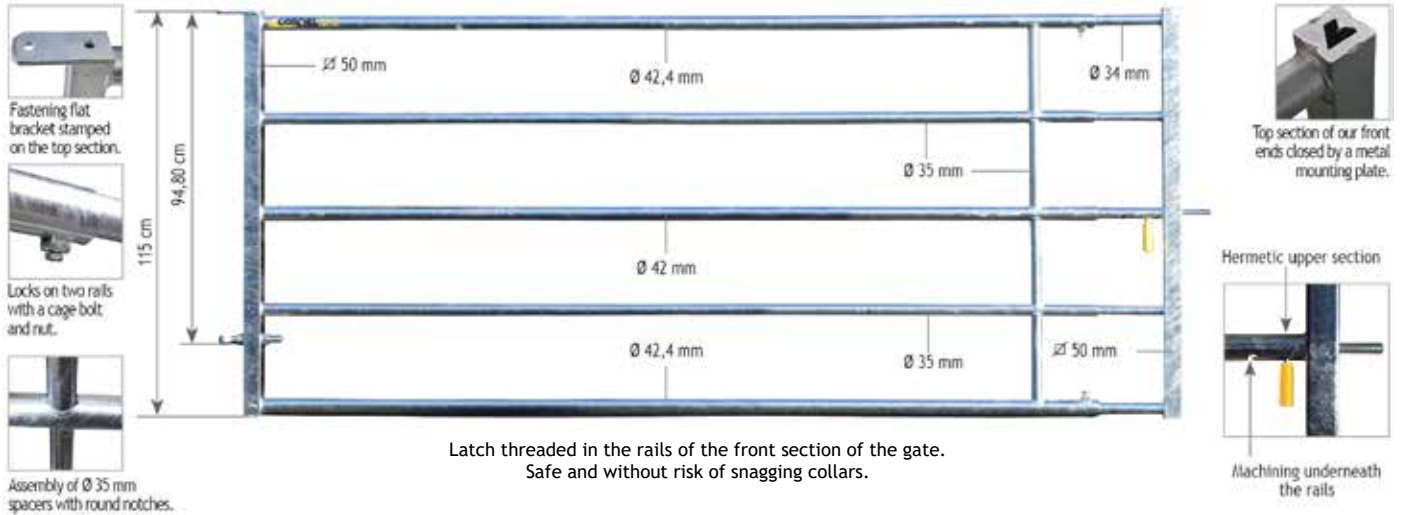 Fastening flat
bracket stamped
on the top section.
Locks on two rails
with a cage bolt
and nut.
Assembly of Ø 35 mm
spacers with round notches.
115 cm
94,80 cm
⌀ 50 mm
Ø 42,4 mm
Ø 34 mm
Ø 35 mm
Ø 42 mm
Ø 42,4 mm
Ø 35 mm
⌀ 50 mm
Latch threaded in the rails of the front section of the gate.
Safe and without risk of snagging collars.
Top section of our front
ends closed by a metal
mounting plate.
Hermetic upper section
Machining underneath
the rails